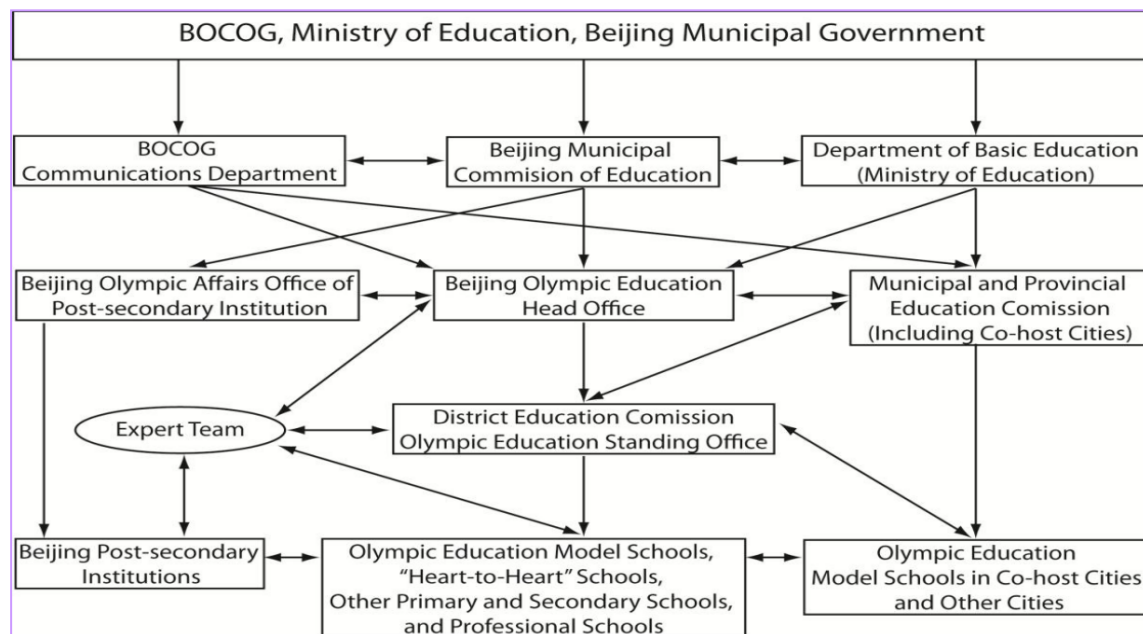 BOCOG, Ministry of Education, Beijing Municipal Government
BOCOG
Communications Department
Beijing Municipal
Commision of Education
Department of Basic Education
(Ministry of Education)
Beijing Olympic Affairs Office of
Post-secondary Institution
Beijing Olympic Education
Head Office
Municipal and Provincial
Education Comission
(Including Co-host Cities)
Expert Team
District Education Comission
Olympic Education Standing Office
Beijing Post-secondary
Institutions
Olympic Education Model Schools,
“Heart-to-Heart” Schools,
Other Primary and Secondary Schools,
and Professional Schools
Olympic Education
Model Schools in Co-host Cities
and Other Cities